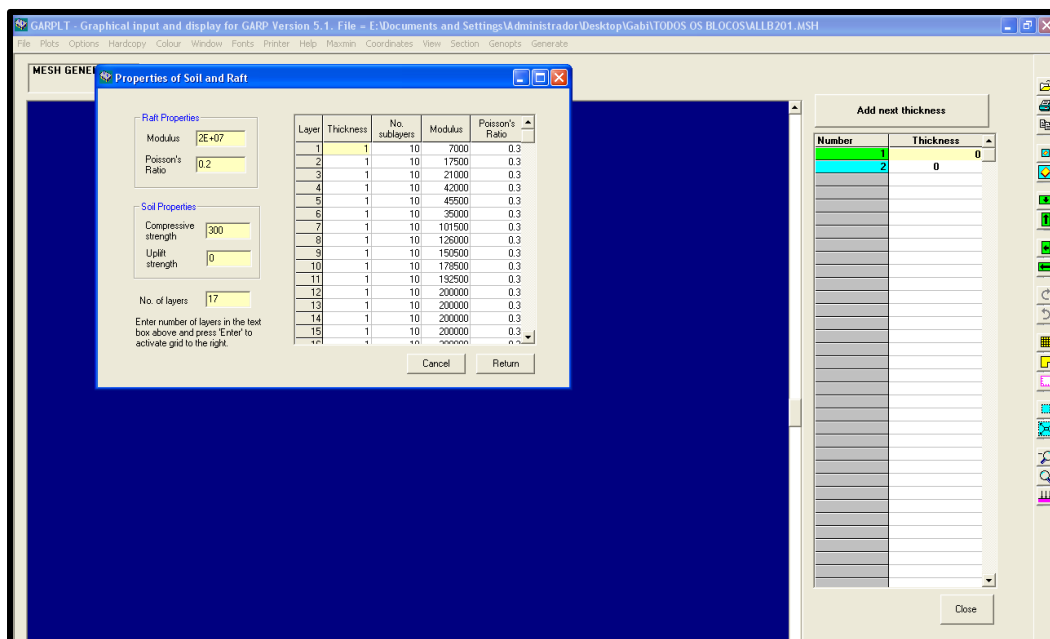 GARPLT - Graphical input and display for GARP Version 5.1. File = E:\Documents and Settings\Administrador\Desktop\Gabi\TODOS OS BLOCOS\ALLB201.MSH
File Plots Options Hardcopy Colour Window Fonts Printer Help Maxmin Coordinates View Section Genopts Generate
MESH GENE
Properties of Soil and Raft
Raft Properties
Modulus 2E+07
Poisson's
Ratio 0.2
Soil Properties
Compressive
strength 300
Uplift
strength 0
No. of layers 17
Enter number of layers in the text
box above and press 'Enter' to
activate grid to the right.
Layer Thickness No. sublayers Modulus Poisson's Ratio
1 1 10 7000 0.3
2 1 10 17500 0.3
3 1 10 21000 0.3
4 1 10 42000 0.3
5 1 10 45500 0.3
6 1 10 35000 0.3
7 1 10 101500 0.3
8 1 10 126000 0.3
9 1 10 150500 0.3
10 1 10 178500 0.3
11 1 10 192500 0.3
12 1 10 200000 0.3
13 1 10 200000 0.3
14 1 10 200000 0.3
15 1 10 200000 0.3
16 1 10 200000 0.3
Cancel Return
Add next thickness
Number Thickness
1 0
2 0
Close